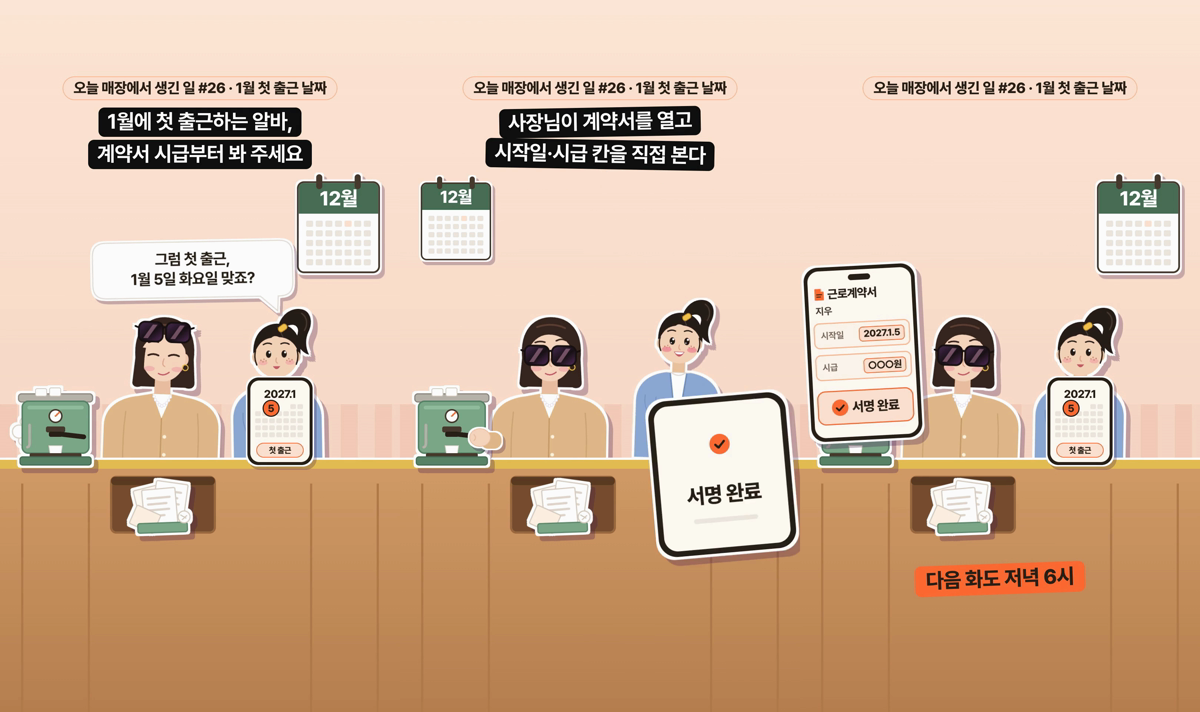 오늘 매장에서 생긴 일 #26 · 1월 첫 출근 날짜
1월에 첫 출근하는 알바,
계약서 시급부터 봐 주세요
12월
그럼 첫 출근,
1월 5일 화요일 맞죠?
2027.1
5
첫 출근
오늘 매장에서 생긴 일 #26 · 1월 첫 출근 날짜
사장님이 계약서를 열고
시작일·시급 칸을 직접 본다
12월
서명 완료
오늘 매장에서 생긴 일 #26 · 1월 첫 출근 날짜
12월
근로계약서
지우
시작일 2027.1.5
시급 〇〇〇원
서명 완료
2027.1
5
첫 출근
다음 화도 저녁 6시